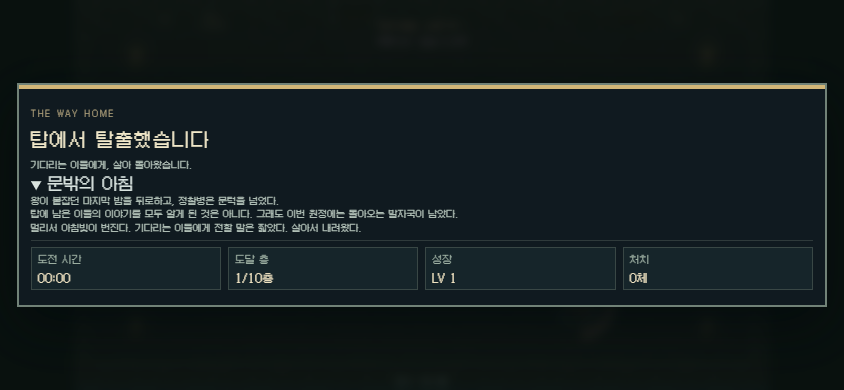 THE WAY HOME
탑에서 탈출했습니다
기다리는 이들에게, 살아 돌아왔습니다.
▼ 문밖의 아침
왕이 붙잡던 마지막 밤을 뒤로하고, 정찰병은 문턱을 넘었다.
탑에 남은 이들의 이야기를 모두 알게 된 것은 아니다. 그래도 이번 원정에는 돌아오는 발자국이 남았다.
멀리서 아침빛이 번진다. 기다리는 이들에게 전할 말은 짧았다. 살아서 내려왔다.
도전 시간
00:00
도달 층
1/10층
성장
LV 1
처치
0체